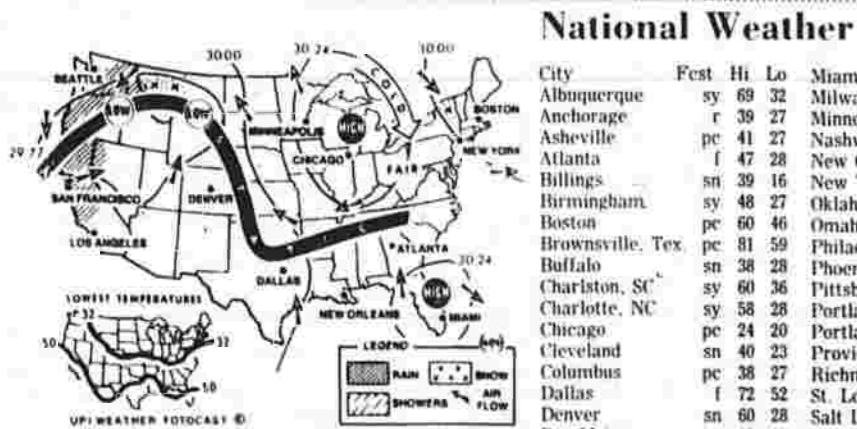 National Weather
30.00
30.24
30.00
SEATTLE
COLD
LOW
LOW
BOSTON
MINNEAPOLIS
HIGH
NEW YORK
29.77
CHICAGO
FAIR
SAN FRANCISCO
DENVER
LOS ANGELES
ATLANTA
30.24
DALLAS
HIGH
LOWEST TEMPERATURES
NEW ORLEANS
MIAMI
32
50
32
50
LEGEND
RAIN
SNOW
SHOWERS
AIR
FLOW
UPI WEATHER FOTOCAST ©
City Fcst Hi Lo
Albuquerque sy 69 32
Anchorage r 39 27
Asheville pc 41 27
Atlanta f 47 28
Billings sn 39 16
Birmingham sy 48 27
Boston pc 60 46
Brownsville, Tex pc 81 59
Buffalo sn 38 28
Charlston, SC sy 60 36
Charlotte, NC sy 58 28
Chicago pc 24 20
Cleveland sn 40 23
Columbus pc 38 27
Dallas f 72 52
Denver sn 60 28
Miam
Milwa
Minne
Nashv
New
New
Oklah
Omah
Philad
Phoen
Pittsb
Portla
Portla
Provi
Richn
St. Lo
Salt L